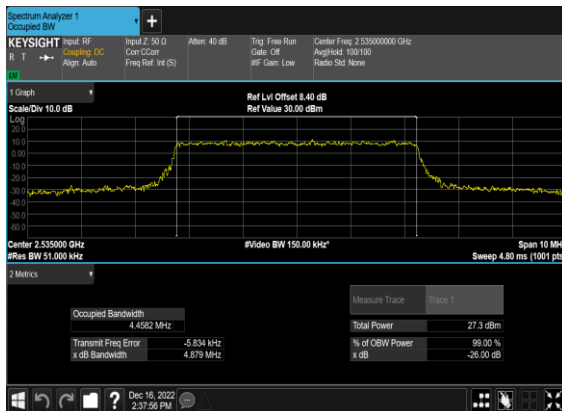 Spectrum Analyzer 1
Occupied BW
+
KEYSIGHT Input: RF Input Z: 50 Ω Atten: 40 dB Trig: Free Run Center Freq: 2.535000000 GHz
R T Coupling: DC Corr CCorr Gate: Off Avg|Hold: 100/100
Align: Auto Freq Ref: Int (S) #IF Gain: Low Radio Std: None
1 Graph
Ref Lvl Offset 8.40 dB
Scale/Div 10.0 dB Ref Value 30.00 dBm
Log
20.0
10.0
0.00
-10.0
-20.0
-30.0
-40.0
-50.0
-60.0
Center 2.535000 GHz #Video BW 150.00 kHz* Span 10 MH
#Res BW 51.000 kHz Sweep 4.80 ms (1001 pts
2 Metrics
Measure Trace Trace 1
Occupied Bandwidth
4.4582 MHz Total Power 27.3 dBm
Transmit Freq Error -5.834 kHz % of OBW Power 99.00 %
x dB Bandwidth 4.879 MHz x dB -26.00 dB
? Dec 16, 2022
2:37:56 PM